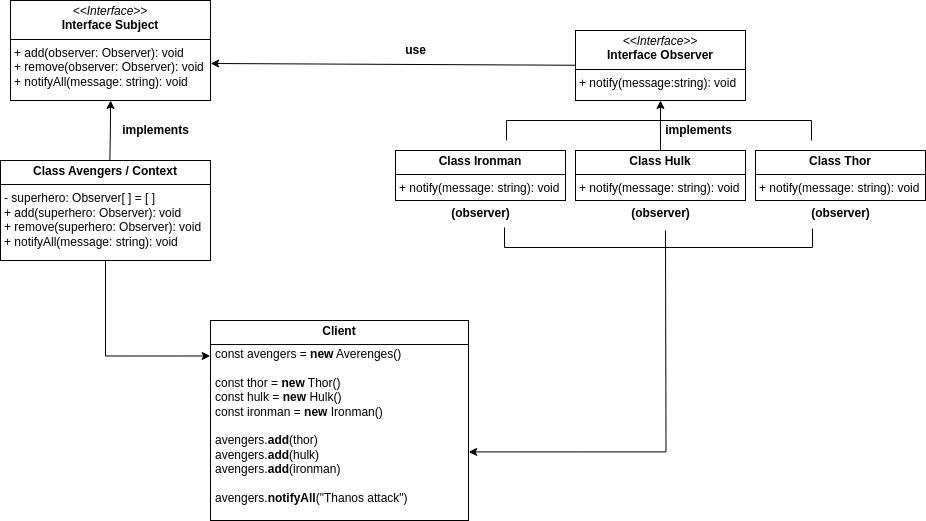 <<Interface>>
Interface Subject
+ add(observer: Observer): void
+ remove(observer: Observer): void
+ notifyAll(message: string): void
use
<<Interface>>
Interface Observer
+ notify(message:string): void
implements
implements
Class Avengers / Context
- superhero: Observer[ ] = [ ]
+ add(superhero: Observer): void
+ remove(superhero: Observer): void
+ notifyAll(message: string): void
Class Ironman
+ notify(message: string): void
(observer)
Class Hulk
+ notify(message: string): void
(observer)
Class Thor
+ notify(message: string): void
(observer)
Client
const avengers = new Averenges()
const thor = new Thor()
const hulk = new Hulk()
const ironman = new Ironman()
avengers.add(thor)
avengers.add(hulk)
avengers.add(ironman)
avengers.notifyAll("Thanos attack")